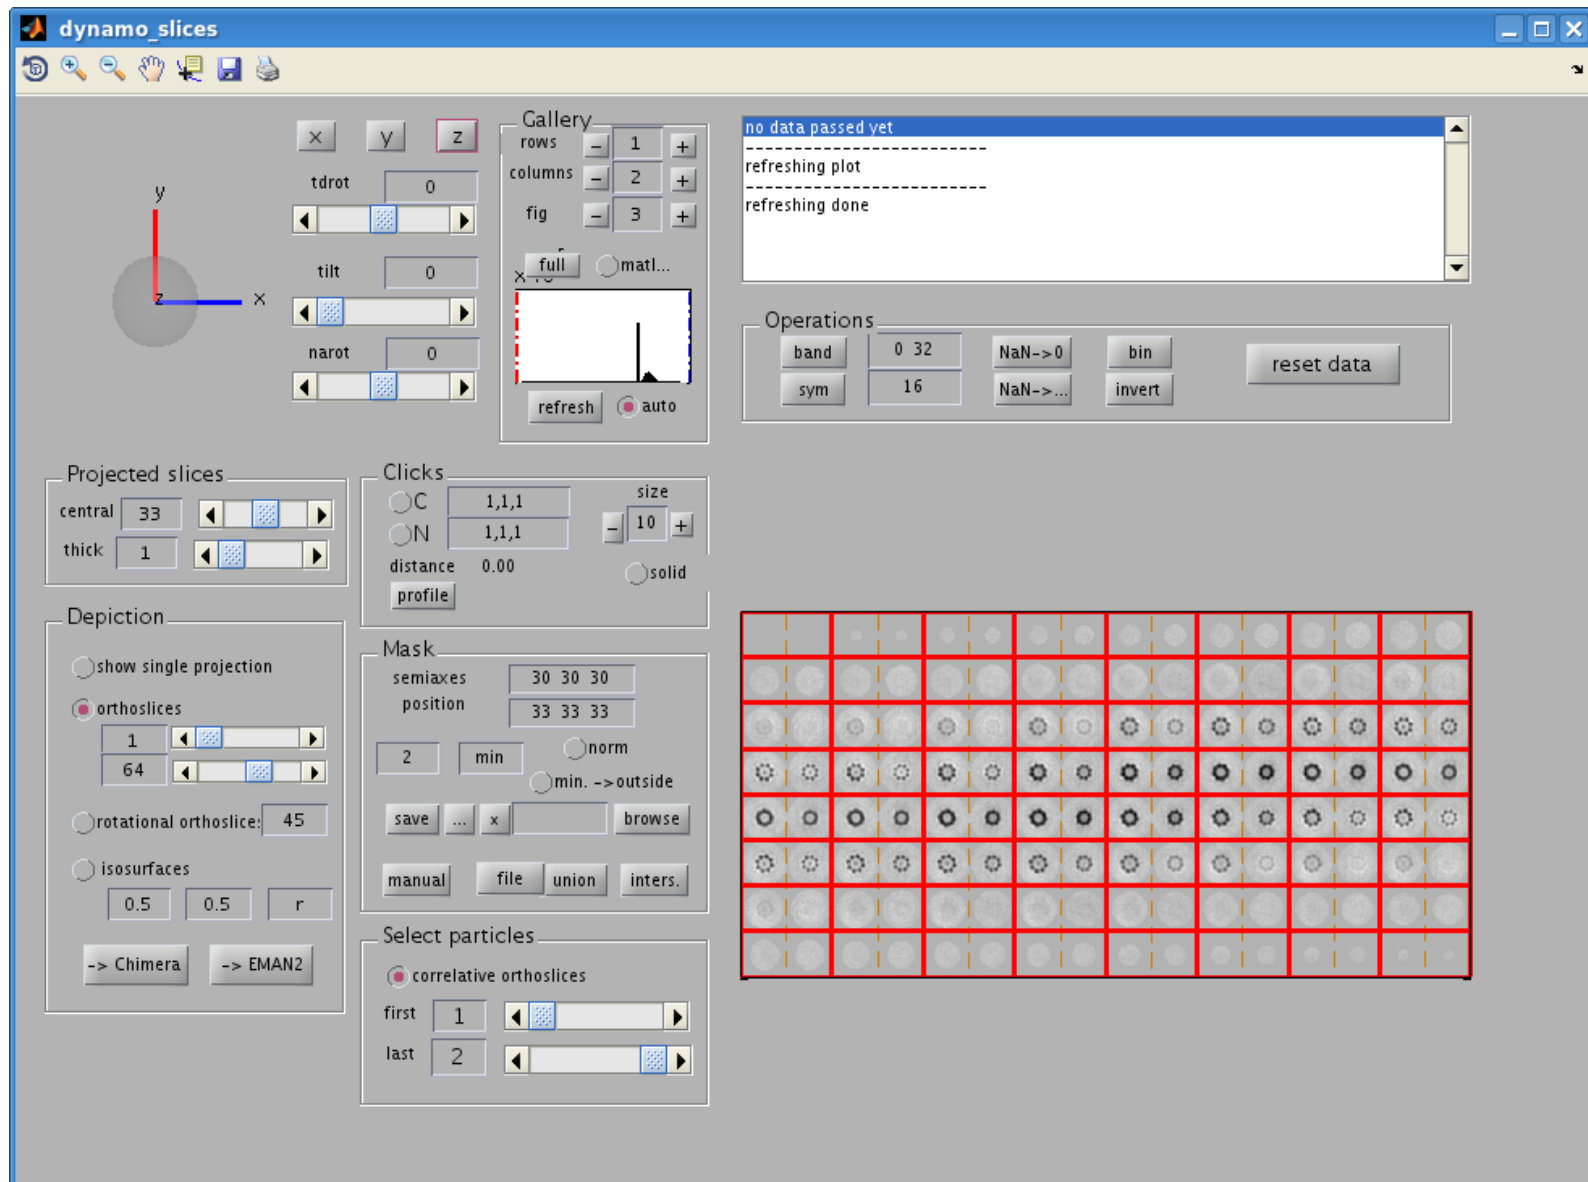 dynamo_slices
x y z
tdrot 0
tilt 0
narot 0
y
z x
Gallery
rows - 1 +
columns - 2 +
fig - 3 +
full matl...
refresh auto
no data passed yet
-------------------------
refreshing plot
-------------------------
refreshing done
Operations
band 0 32 NaN->0 bin
sym 16 NaN->... invert
reset data
Projected slices
central 33
thick 1
Clicks
C 1,1,1
N 1,1,1
size
- 10 +
distance 0.00
solid
profile
Depiction
show single projection
orthoslices
1
64
rotational orthoslice: 45
isosurfaces
0.5 0.5 r
-> Chimera -> EMAN2
Mask
semiaxes 30 30 30
position 33 33 33
2 min norm
min. ->outside
save ... x browse
manual file union inters.
Select particles
correlative orthoslices
first 1
last 2